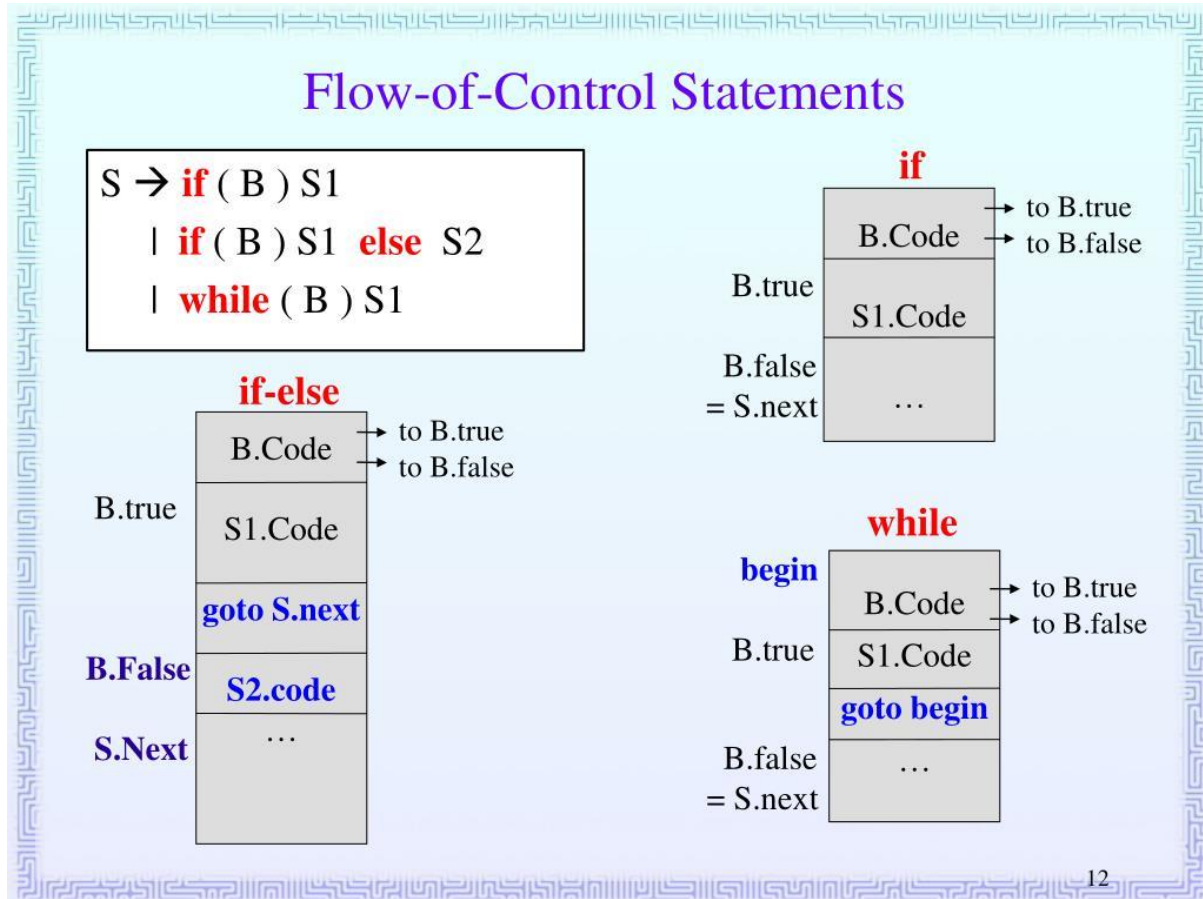 Flow-of-Control Statements
S → if ( B ) S1
| if ( B ) S1 else S2
| while ( B ) S1
if
B.Code
to B.true
to B.false
B.true
S1.Code
B.false
= S.next
…
if-else
B.Code
to B.true
to B.false
B.true
S1.Code
goto S.next
B.False
S2.code
S.Next
…
while
begin
B.Code
to B.true
to B.false
B.true
S1.Code
goto begin
B.false
= S.next
…
12